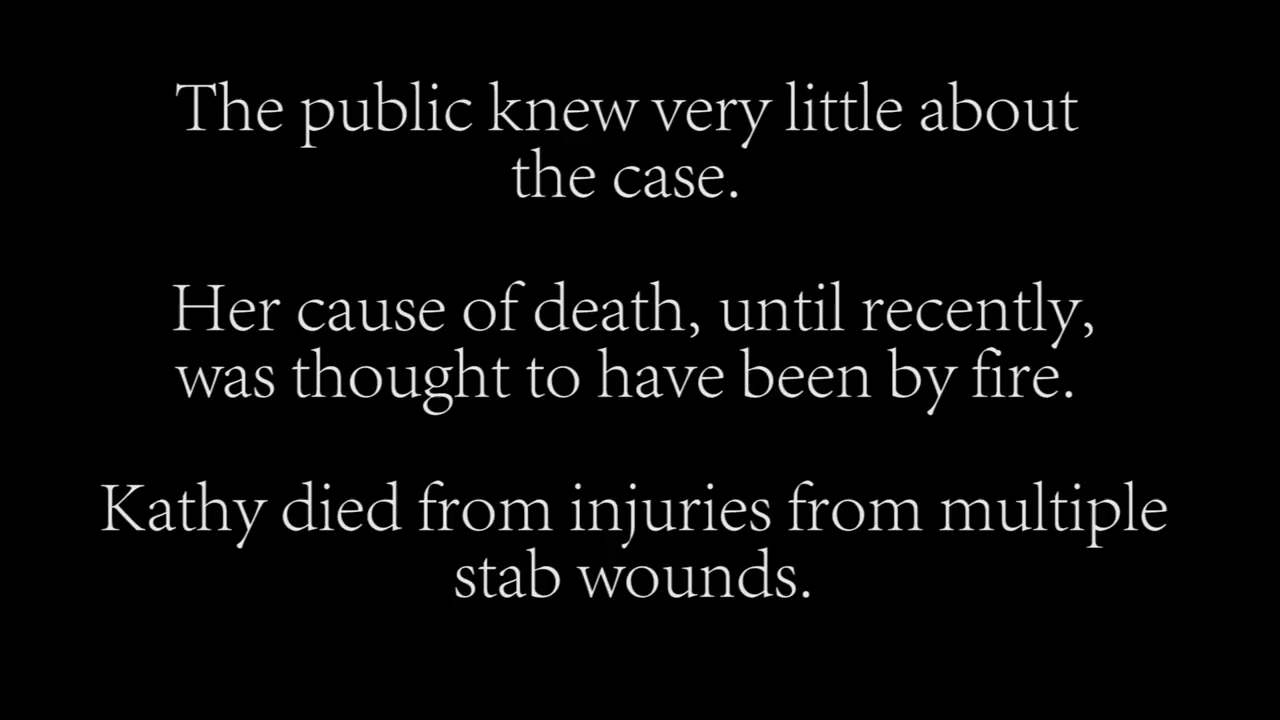 The public knew very little about
the case.
Her cause of death, until recently,
was thought to have been by fire.
Kathy died from injuries from multiple
stab wounds.